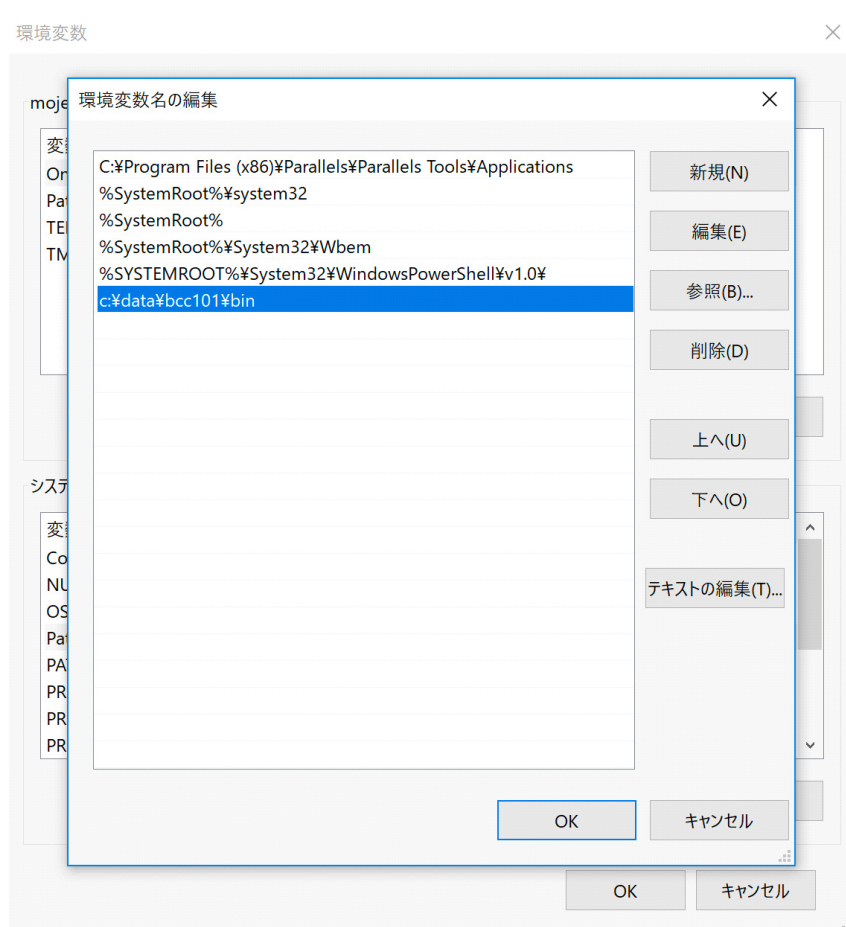 環境変数
moje
環境変数名の編集
変
On
Pat
TE
TM
C:¥Program Files (x86)¥Parallels¥Parallels Tools¥Applications
%SystemRoot%¥system32
%SystemRoot%
%SystemRoot%¥System32¥Wbem
%SYSTEMROOT%¥System32¥WindowsPowerShell¥v1.0¥
c:¥data¥bcc101¥bin
新規(N)
編集(E)
参照(B)...
削除(D)
上へ(U)
下へ(O)
テキストの編集(T)...
システ
変
Co
NU
OS
Pat
PA
PR
PR
PR
OK
キャンセル
OK
キャンセル